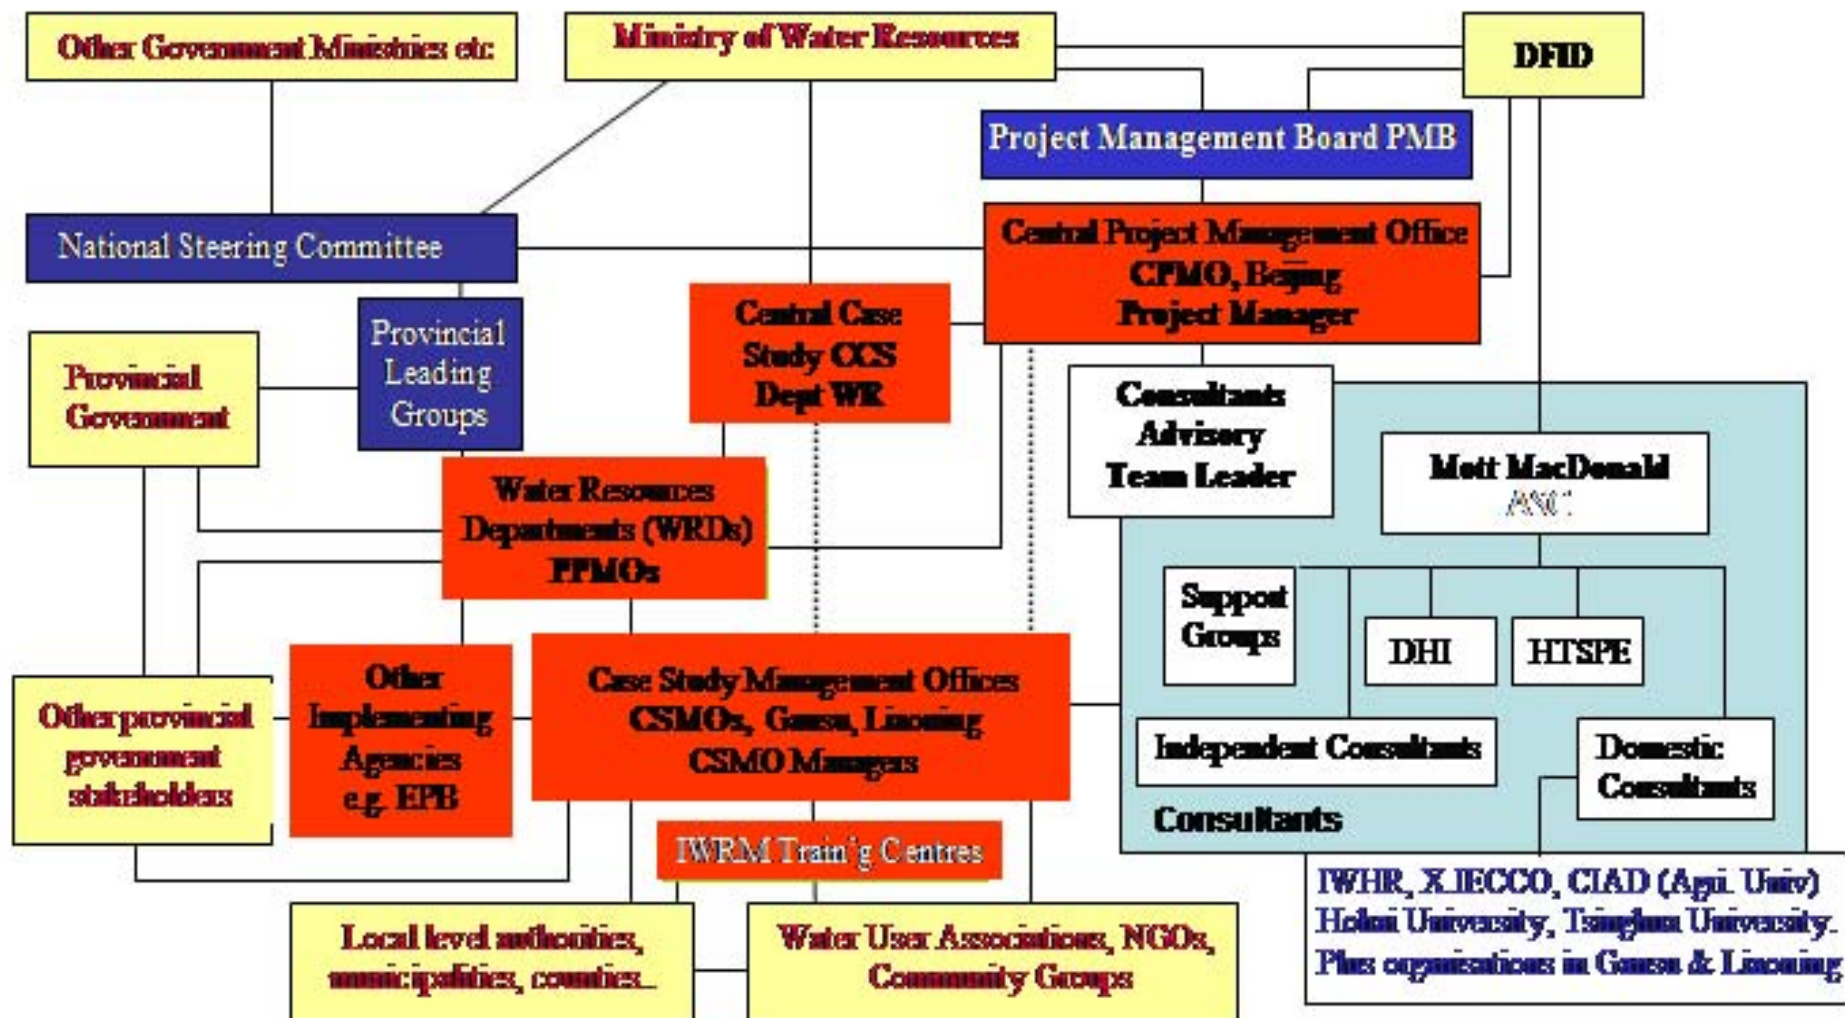 Other Government Ministries etc
Ministry of Water Resources
DFID
Project Management Board PMB
National Steering Committee
Central Project Management Office
CPMO, Beijing
Project Manager
Central Case
Study CCS
Dept WR
Provincial
Leading
Groups
Provincial
Government
Consultants
Advisory
Team Leader
Mott MacDonald
Water Resources
Departments (WRDs)
PPMOs
Support
Groups
DHI
HTSPE
Other provincial
government
stakeholders
Other
Implementing
Agencies
e.g. EPB
Case Study Management Offices
CSMOs, Gansu, Liaoning
CSMO Managers
Independent Consultants
Domestic
Consultants
Consultants
IWRM Train'g Centres
IWHR, CIAD (Agri. Univ)
Hohai University, Tsinghua University.
Plus organisations in Gansu & Liaoning
Local level authorities,
municipalities, counties...
Water User Associations, NGOs,
Community Groups